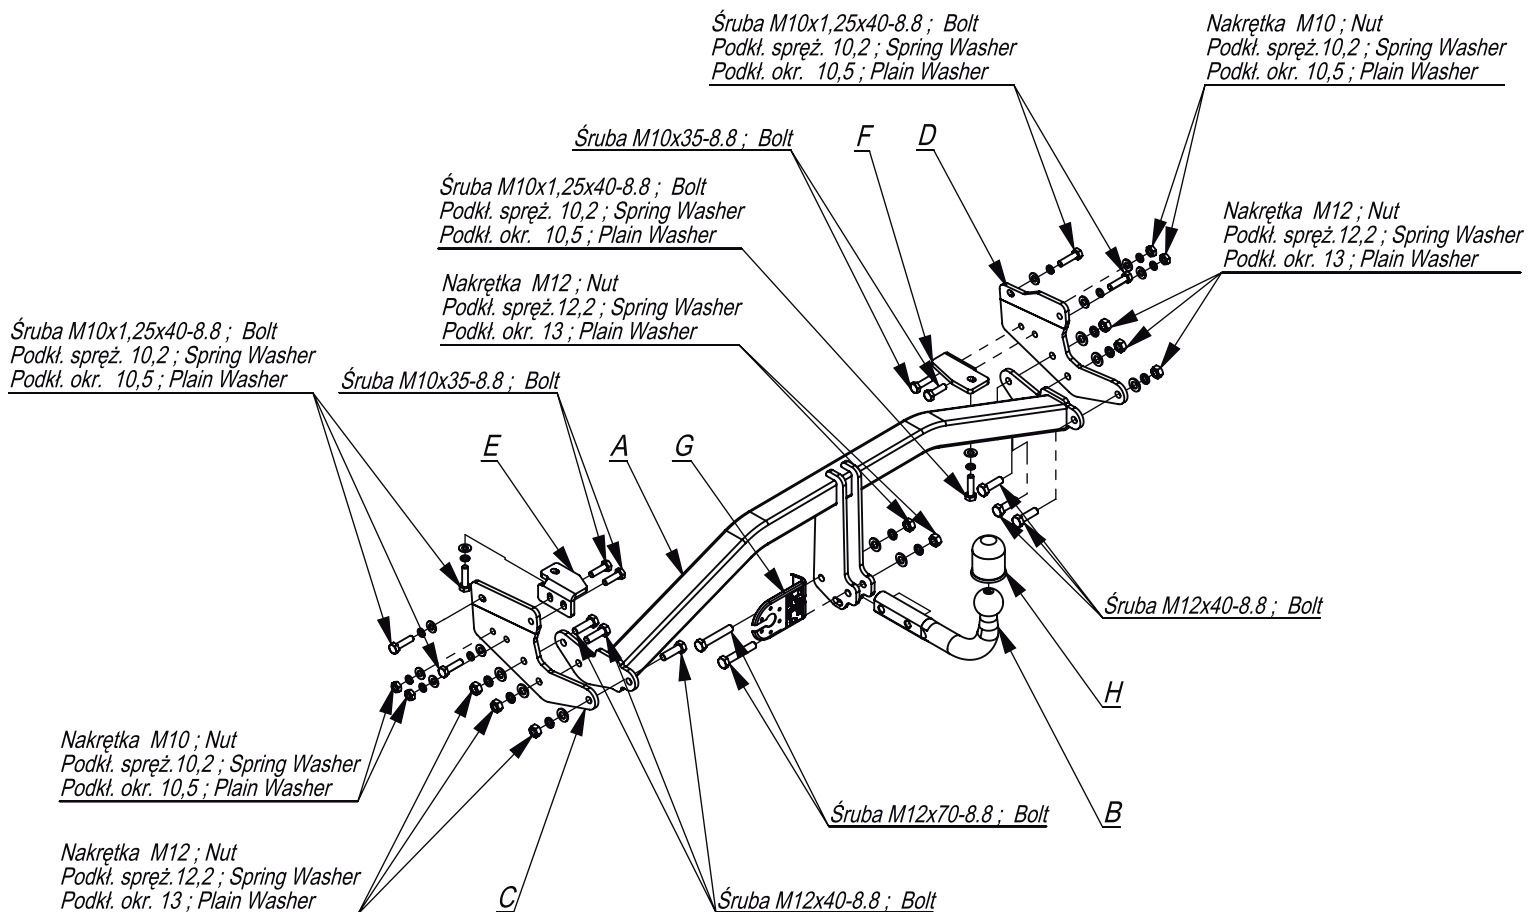 Śruba M10x1,25x40-8.8 ; Bolt
Podkł. spręż. 10,2 ; Spring Washer
Podkł. okr. 10,5 ; Plain Washer
Nakrętka M10 ; Nut
Podkł. spręż.10,2 ; Spring Washer
Podkł. okr. 10,5 ; Plain Washer
Śruba M10x35-8.8 ; Bolt
F
D
Śruba M10x1,25x40-8.8 ; Bolt
Podkł. spręż. 10,2 ; Spring Washer
Podkł. okr. 10,5 ; Plain Washer
Nakrętka M12 ; Nut
Podkł. spręż.12,2 ; Spring Washer
Podkł. okr. 13 ; Plain Washer
Nakrętka M12 ; Nut
Podkł. spręż.12,2 ; Spring Washer
Podkł. okr. 13 ; Plain Washer
Śruba M10x1,25x40-8.8 ; Bolt
Podkł. spręż. 10,2 ; Spring Washer
Podkł. okr. 10,5 ; Plain Washer
Śruba M10x35-8.8 ; Bolt
E
A
G
Śruba M12x40-8.8 ; Bolt
H
Nakrętka M10 ; Nut
Podkł. spręż.10,2 ; Spring Washer
Podkł. okr. 10,5 ; Plain Washer
Śruba M12x70-8.8 ; Bolt
B
Nakrętka M12 ; Nut
Podkł. spręż.12,2 ; Spring Washer
Podkł. okr. 13 ; Plain Washer
C
Śruba M12x40-8.8 ; Bolt